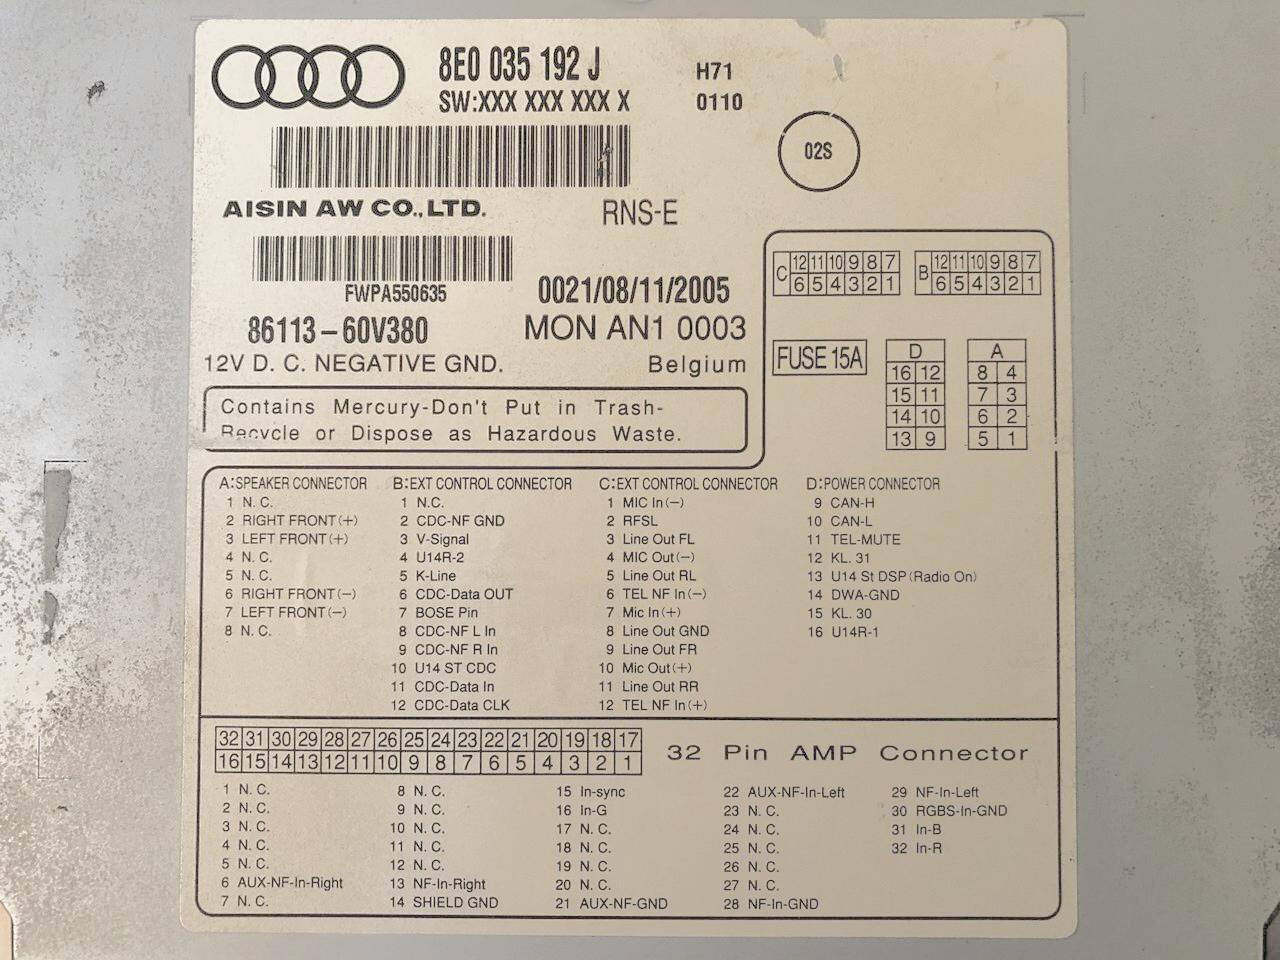 8E0 035 192 J
SW:XXX XXX XXX X
H71
0110
02S
AISIN AW CO.,LTD.
RNS-E
FWPA550635
0021/08/11/2005
86113-60V380
MON AN1 0003
12V D. C. NEGATIVE GND.
Belgium
Contains Mercury-Don't Put in Trash-
Recycle or Dispose as Hazardous Waste.
C 12 11 10 9 8 7
6 5 4 3 2 1
B 12 11 10 9 8 7
6 5 4 3 2 1
FUSE 15A
D
16 12
15 11
14 10
13 9
A
8 4
7 3
6 2
5 1
A:SPEAKER CONNECTOR
1 N. C.
2 RIGHT FRONT(+)
3 LEFT FRONT(+)
4 N. C.
5 N. C.
6 RIGHT FRONT(-)
7 LEFT FRONT(-)
8 N. C.
B:EXT CONTROL CONNECTOR
1 N.C.
2 CDC-NF GND
3 V-Signal
4 U14R-2
5 K-Line
6 CDC-Data OUT
7 BOSE Pin
8 CDC-NF L In
9 CDC-NF R In
10 U14 ST CDC
11 CDC-Data In
12 CDC-Data CLK
C:EXT CONTROL CONNECTOR
1 MIC In(-)
2 RFSL
3 Line Out FL
4 MIC Out(-)
5 Line Out RL
6 TEL NF In(-)
7 Mic In(+)
8 Line Out GND
9 Line Out FR
10 Mic Out(+)
11 Line Out RR
12 TEL NF In(+)
D:POWER CONNECTOR
9 CAN-H
10 CAN-L
11 TEL-MUTE
12 KL. 31
13 U14 St DSP(Radio On)
14 DWA-GND
15 KL. 30
16 U14R-1
32 31 30 29 28 27 26 25 24 23 22 21 20 19 18 17
16 15 14 13 12 11 10 9 8 7 6 5 4 3 2 1
32 Pin AMP Connector
1 N. C.
2 N. C.
3 N. C.
4 N. C.
5 N. C.
6 AUX-NF-In-Right
7 N. C.
8 N. C.
9 N. C.
10 N. C.
11 N. C.
12 N. C.
13 NF-In-Right
14 SHIELD GND
15 In-sync
16 In-G
17 N. C.
18 N. C.
19 N. C.
20 N. C.
21 AUX-NF-GND
22 AUX-NF-In-Left
23 N. C.
24 N. C.
25 N. C.
26 N. C.
27 N. C.
28 NF-In-GND
29 NF-In-Left
30 RGBS-In-GND
31 In-B
32 In-R